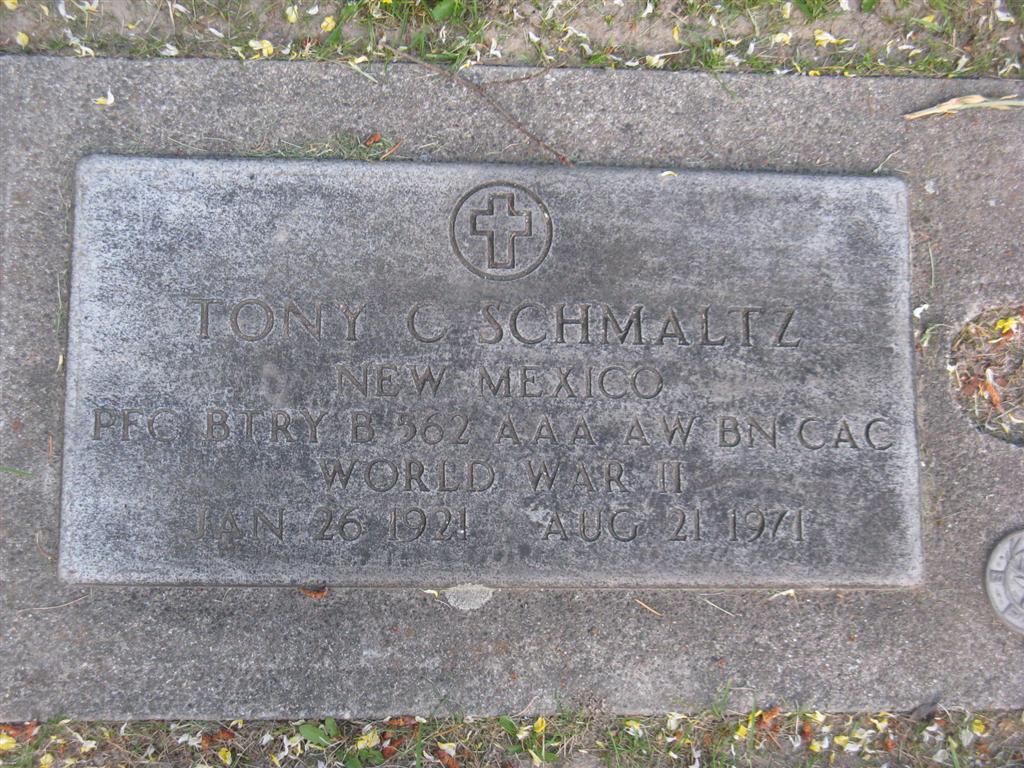 TONY C SCHMALTZ
NEW MEXICO
PFC BTRY B 562 AAA AW BN CAC
WORLD WAR II
JAN 26 1921 AUG 21 1971